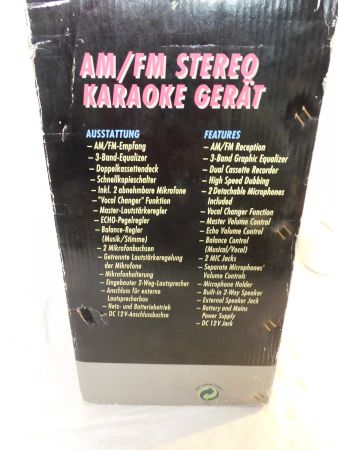 AM/FM STEREO
KARAOKE GERÄT
AUSSTATTUNG
– AM/FM-Empfang
– 3-Band-Equalizer
– Doppelkassettendeck
– Schnellkopieschalter
– Inkl. 2 abnehmbare Mikrofone
– "Vocal Changer" Funktion
– Master-Lautstärkeregler
– ECHO-Pegelregler
– Balance-Regler
(Musik/Stimme)
– 2 Mikrofonbuchsen
– Getrennte Lautstärkeregelung
der Mikrofone
– Mikrofonhalterung
– Eingebauter 2-Weg-Lautsprecher
– Anschluss für externe
Lautsprecherbox
– Netz- und Batteriebetrieb
– DC 12V-Anschlussbuchse
FEATURES
– AM/FM Reception
– 3-Band Graphic Equalizer
– Dual Cassette Recorder
– High Speed Dubbing
– 2 Detachable Microphones
Included
– Vocal Changer Function
– Master Volume Control
– Echo Volume Control
– Balance Control
(Musical/Vocal)
– 2 MIC Jacks
– Separate Microphones'
Volume Controls
– Microphone Holder
– Built-in 2-Way Speaker
– External Speaker Jack
– Battery and Mains
Power Supply
– DC 12V Jack